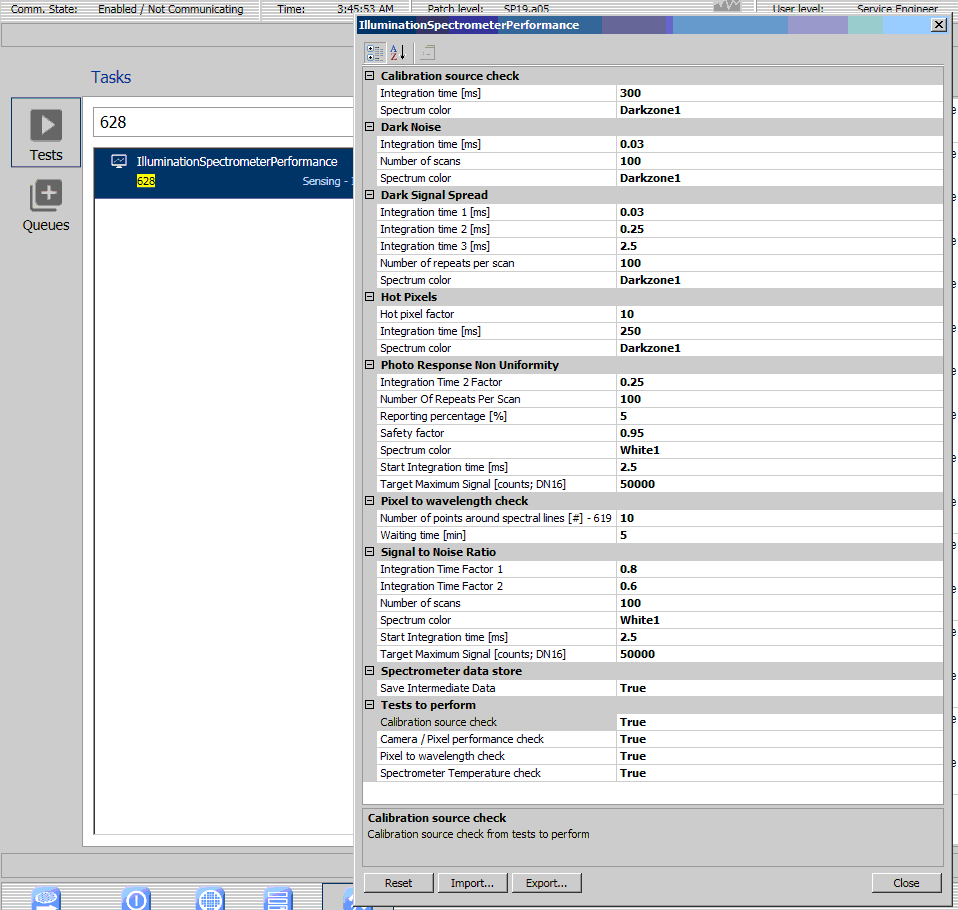 Comm. State: Enabled / Not Communicating Time: 3:45:53 AM Patch level: SP19.a05 User level: Service Engineer
IlluminationSpectrometerPerformance
Tasks
628
Tests
IlluminationSpectrometerPerformance
628 Sensing -
Queues
Calibration source check
Integration time [ms] 300
Spectrum color Darkzone1
Dark Noise
Integration time [ms] 0.03
Number of scans 100
Spectrum color Darkzone1
Dark Signal Spread
Integration time 1 [ms] 0.03
Integration time 2 [ms] 0.25
Integration time 3 [ms] 2.5
Number of repeats per scan 100
Spectrum color Darkzone1
Hot Pixels
Hot pixel factor 10
Integration time [ms] 250
Spectrum color Darkzone1
Photo Response Non Uniformity
Integration Time 2 Factor 0.25
Number Of Repeats Per Scan 100
Reporting percentage [%] 5
Safety factor 0.95
Spectrum color White1
Start Integration time [ms] 2.5
Target Maximum Signal [counts; DN16] 50000
Pixel to wavelength check
Number of points around spectral lines [#] - 619 10
Waiting time [min] 5
Signal to Noise Ratio
Integration Time Factor 1 0.8
Integration Time Factor 2 0.6
Number of scans 100
Spectrum color White1
Start Integration time [ms] 2.5
Target Maximum Signal [counts; DN16] 50000
Spectrometer data store
Save Intermediate Data True
Tests to perform
Calibration source check True
Camera / Pixel performance check True
Pixel to wavelength check True
Spectrometer Temperature check True
Calibration source check
Calibration source check from tests to perform
Reset Import... Export... Close